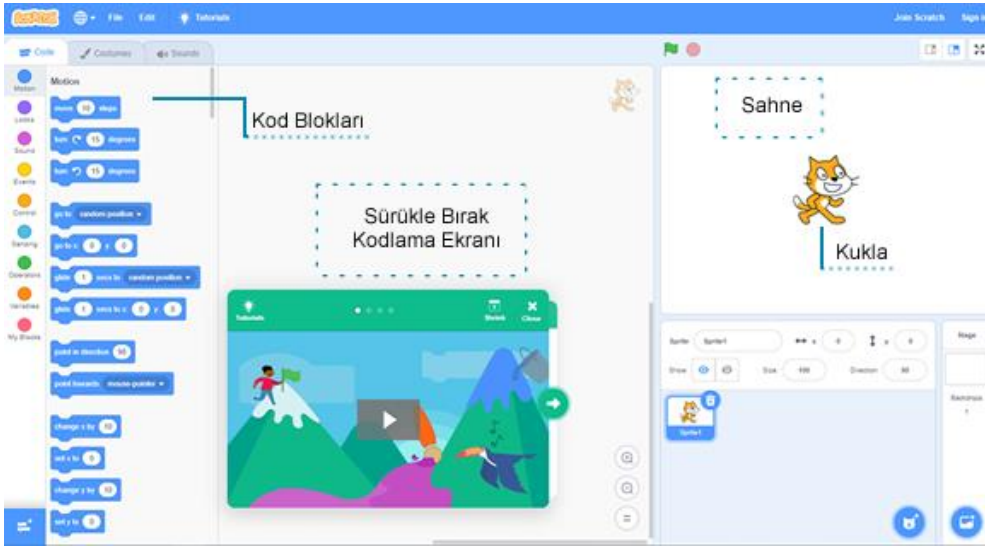 SCRATCH
File Edit Tutorials
Join Scratch Sign i
Code Costumes Sounds
Motion
Looks
Sound
Events
Control
Sensing
Operators
Variables
My Blocks
Motion
move 10 steps
turn 15 degrees
turn 15 degrees
go to random position
go to x: 0 y: 0
glide 1 secs to random position
glide 1 secs to x: 0 y: 0
point in direction 90
point towards mouse-pointer
change x by 10
set x to 0
change y by 10
set y to 0
Kod Blokları
Sürükle Bırak
Kodlama Ekranı
Tutorials Shrink Close
Sahne
Kukla
Sprite Sprite1 x y
Show Size 100 Direction 90
Sprite1
Stage
Backdrops
1